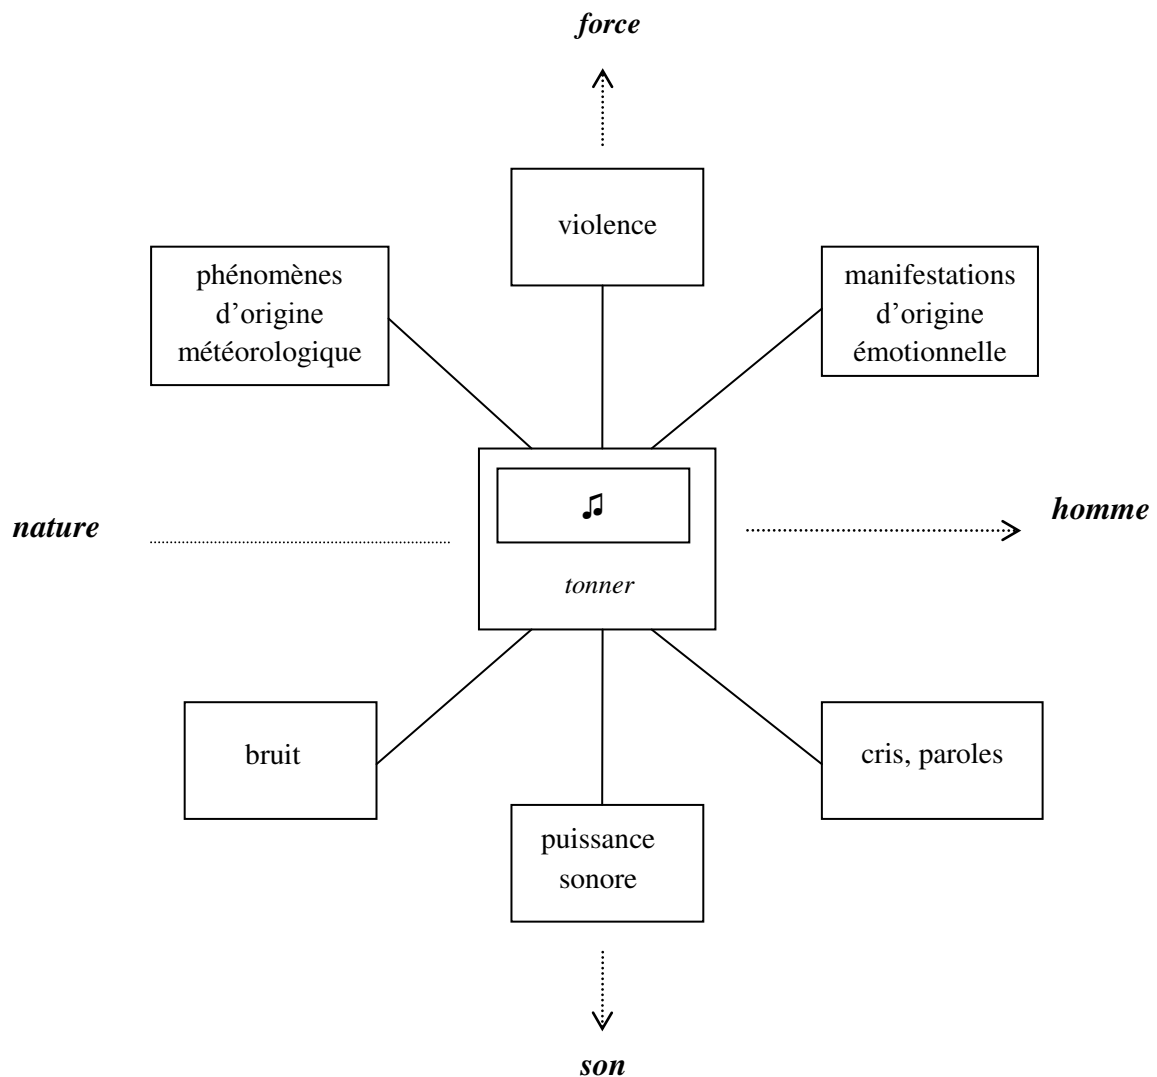 force
violence
phénomènes
d’origine
météorologique
manifestations
d’origine
émotionnelle
nature
♫
homme
tonner
bruit
cris, paroles
puissance
sonore
son